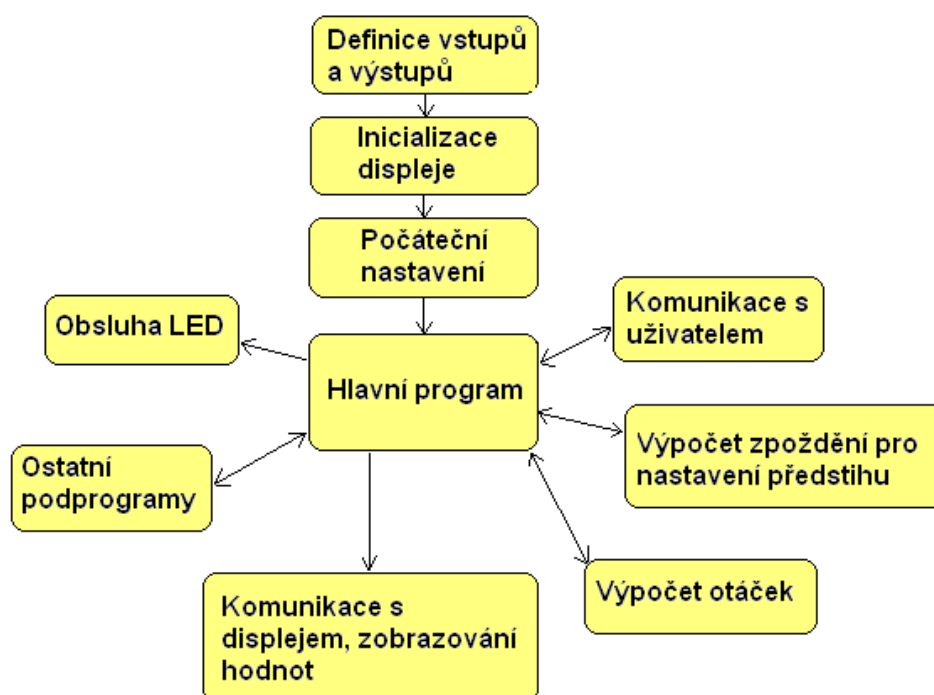 Definice vstupů
a výstupů
Inicializace
displeje
Počáteční
nastavení
Obsluha LED
Komunikace s
uživatelem
Hlavní program
Výpočet zpoždění pro
nastavení předstihu
Ostatní
podprogramy
Výpočet otáček
Komunikace s
displejem, zobrazování
hodnot